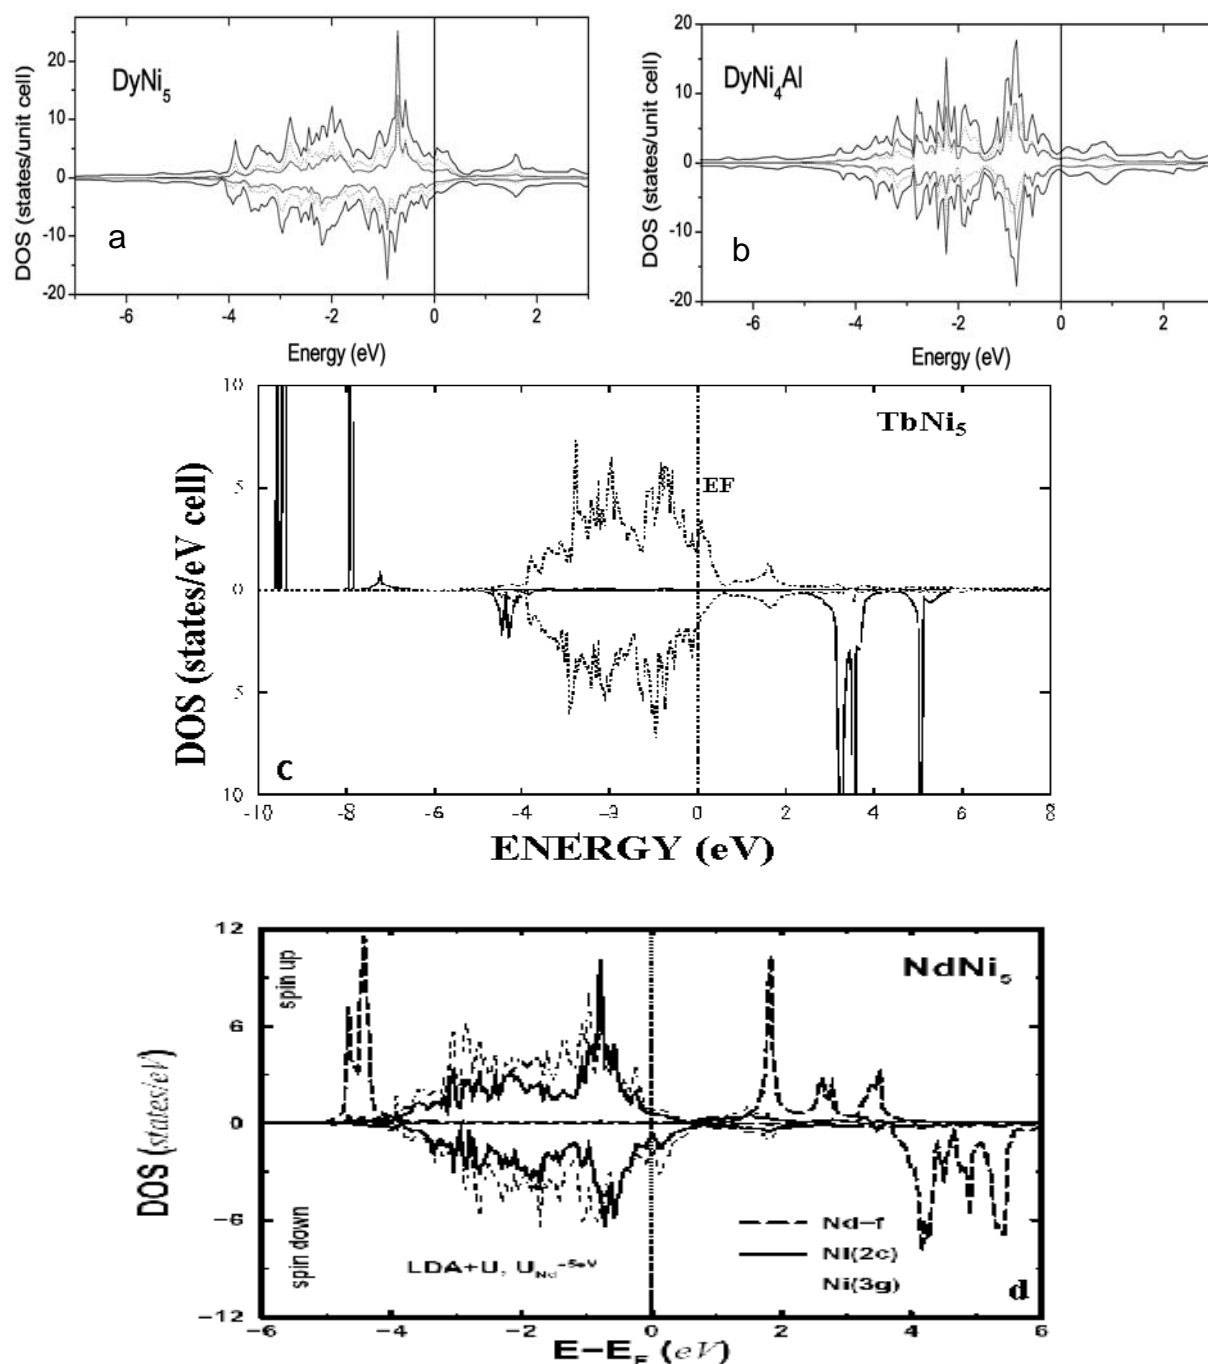 DyNi5
DOS (states/unit cell)
20
10
0
-10
-20
-6
-4
-2
0
2
Energy (eV)
a
DyNi4Al
DOS (states/unit cell)
20
15
10
5
0
-5
-10
-15
-20
-6
-4
-2
0
2
Energy (eV)
b
TbNi5
EF
DOS (states/eV cell)
10
5
0
5
10
-10
-8
-6
-4
-2
0
2
4
6
8
ENERGY (eV)
c
NdNi5
spin up
spin down
DOS (states/eV)
12
6
0
-6
-12
LDA+U, UNd=5eV
Nd-f
Ni(2c)
Ni(3g)
d
-6
-4
-2
0
2
4
6
E-EF (eV)